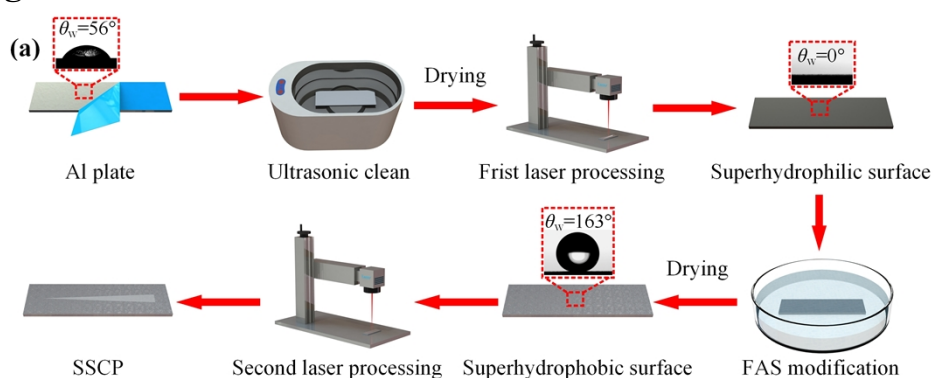 (a)
θw=56°
Drying
θw=0°
Al plate
Ultrasonic clean
Frist laser processing
Superhydrophilic surface
θw=163°
Drying
SSCP
Second laser processing
Superhydrophobic surface
FAS modification